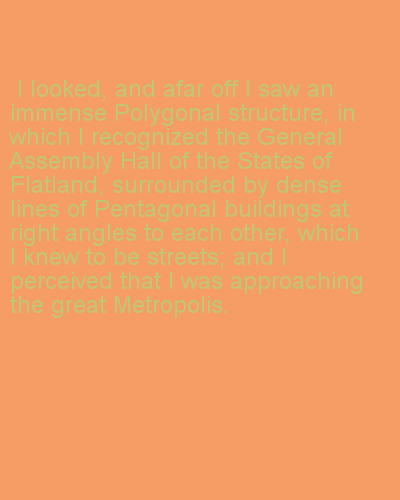 I looked, and afar off I saw an
immense Polygonal structure, in
which I recognized the General
Assembly Hall of the States of
Flatland, surrounded by dense
lines of Pentagonal buildings at
right angles to each other, which
I knew to be streets; and I
perceived that I was approaching
the great Metropolis.